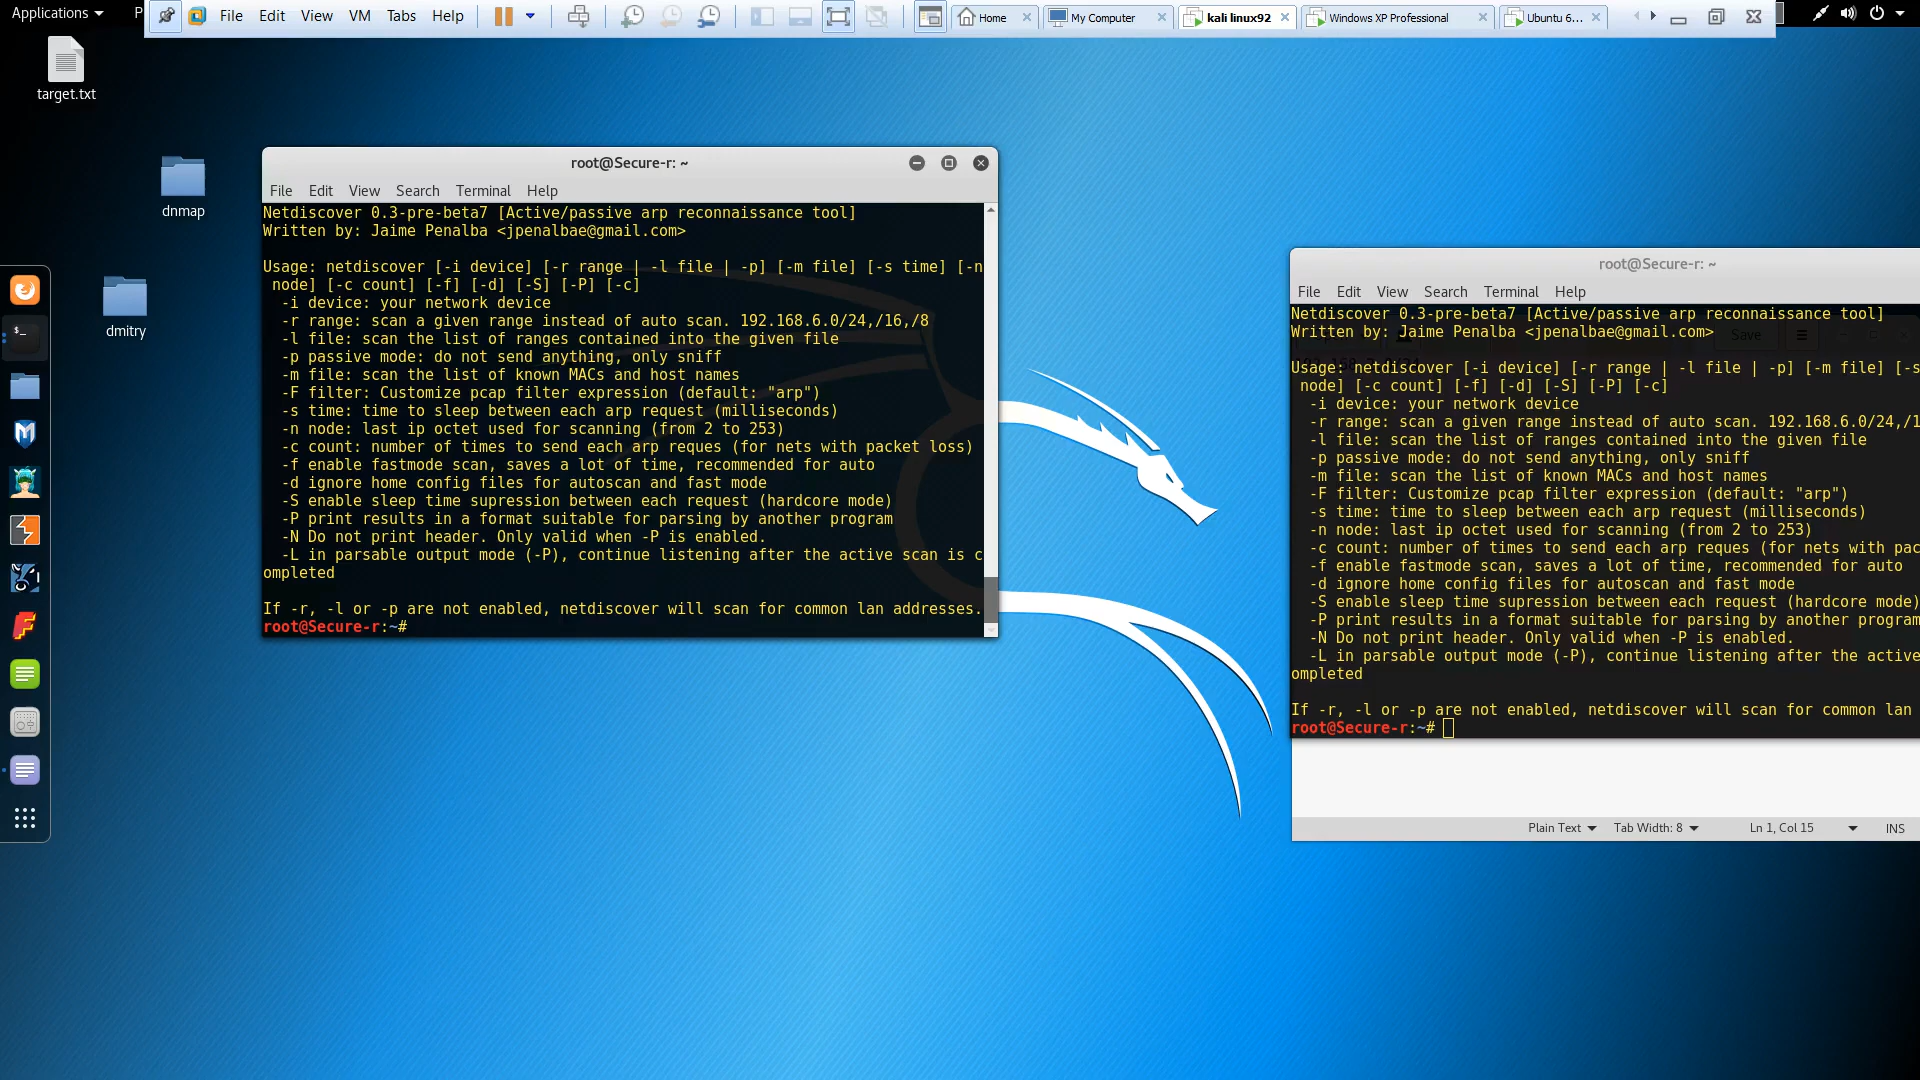 Applications
P
File Edit View VM Tabs Help
Home
My Computer
kali linux92
Windows XP Professional
Ubuntu 6...
target.txt
dnmap
dmitry
root@Secure-r: ~
File Edit View Search Terminal Help
Netdiscover 0.3-pre-beta7 [Active/passive arp reconnaissance tool]
Written by: Jaime Penalba <jpenalbae@gmail.com>
Usage: netdiscover [-i device] [-r range | -l file | -p] [-m file] [-s time] [-n
node] [-c count] [-f] [-d] [-S] [-P] [-c]
-i device: your network device
-r range: scan a given range instead of auto scan. 192.168.6.0/24,/16,/8
-l file: scan the list of ranges contained into the given file
-p passive mode: do not send anything, only sniff
-m file: scan the list of known MACs and host names
-F filter: Customize pcap filter expression (default: "arp")
-s time: time to sleep between each arp request (milliseconds)
-n node: last ip octet used for scanning (from 2 to 253)
-c count: number of times to send each arp reques (for nets with packet loss)
-f enable fastmode scan, saves a lot of time, recommended for auto
-d ignore home config files for autoscan and fast mode
-S enable sleep time supression between each request (hardcore mode)
-P print results in a format suitable for parsing by another program
-N Do not print header. Only valid when -P is enabled.
-L in parsable output mode (-P), continue listening after the active scan is c
ompleted
If -r, -l or -p are not enabled, netdiscover will scan for common lan addresses.
root@Secure-r:~#
root@Secure-r: ~
File Edit View Search Terminal Help
Netdiscover 0.3-pre-beta7 [Active/passive arp reconnaissance tool]
Written by: Jaime Penalba <jpenalbae@gmail.com>
Save
Usage: netdiscover [-i device] [-r range | -l file | -p] [-m file] [-s
node] [-c count] [-f] [-d] [-S] [-P] [-c]
-i device: your network device
-r range: scan a given range instead of auto scan. 192.168.6.0/24,/1
-l file: scan the list of ranges contained into the given file
-p passive mode: do not send anything, only sniff
-m file: scan the list of known MACs and host names
-F filter: Customize pcap filter expression (default: "arp")
-s time: time to sleep between each arp request (milliseconds)
-n node: last ip octet used for scanning (from 2 to 253)
-c count: number of times to send each arp reques (for nets with pac
-f enable fastmode scan, saves a lot of time, recommended for auto
-d ignore home config files for autoscan and fast mode
-S enable sleep time supression between each request (hardcore mode)
-P print results in a format suitable for parsing by another program
-N Do not print header. Only valid when -P is enabled.
-L in parsable output mode (-P), continue listening after the active
ompleted
If -r, -l or -p are not enabled, netdiscover will scan for common lan
root@Secure-r:~#
Plain Text Tab Width: 8 Ln 1, Col 15 INS